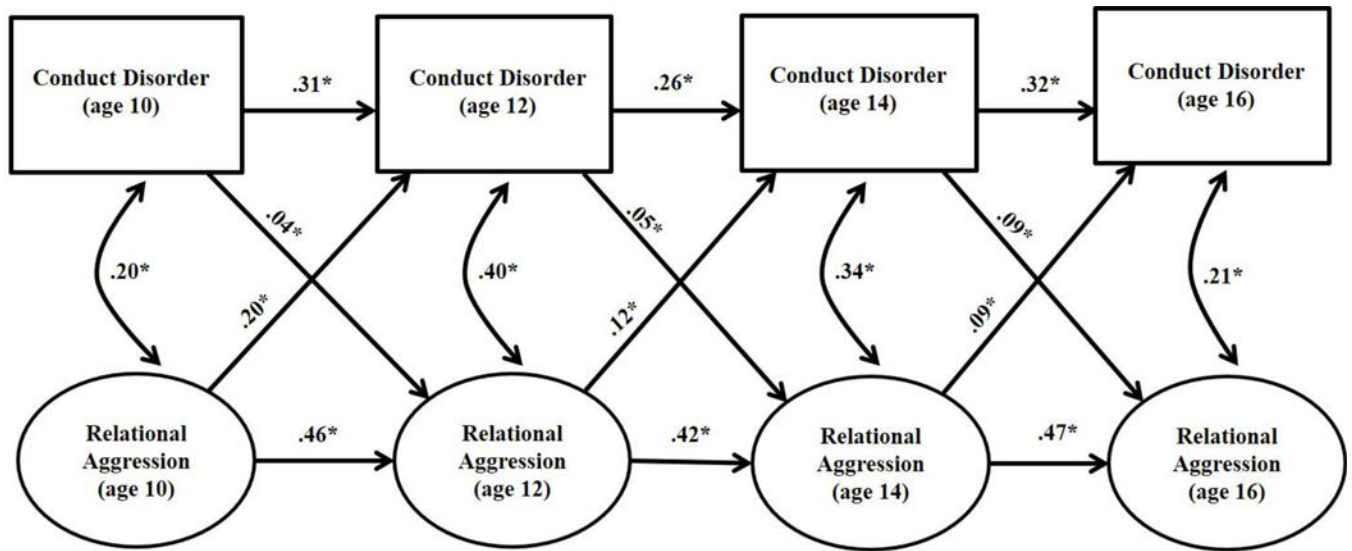 Conduct Disorder
(age 10)
.31*
Conduct Disorder
(age 12)
.26*
Conduct Disorder
(age 14)
.32*
Conduct Disorder
(age 16)
.20*
.04*
.20*
.40*
.05*
.12*
.34*
.09*
.09*
.21*
Relational
Aggression
(age 10)
.46*
Relational
Aggression
(age 12)
.42*
Relational
Aggression
(age 14)
.47*
Relational
Aggression
(age 16)